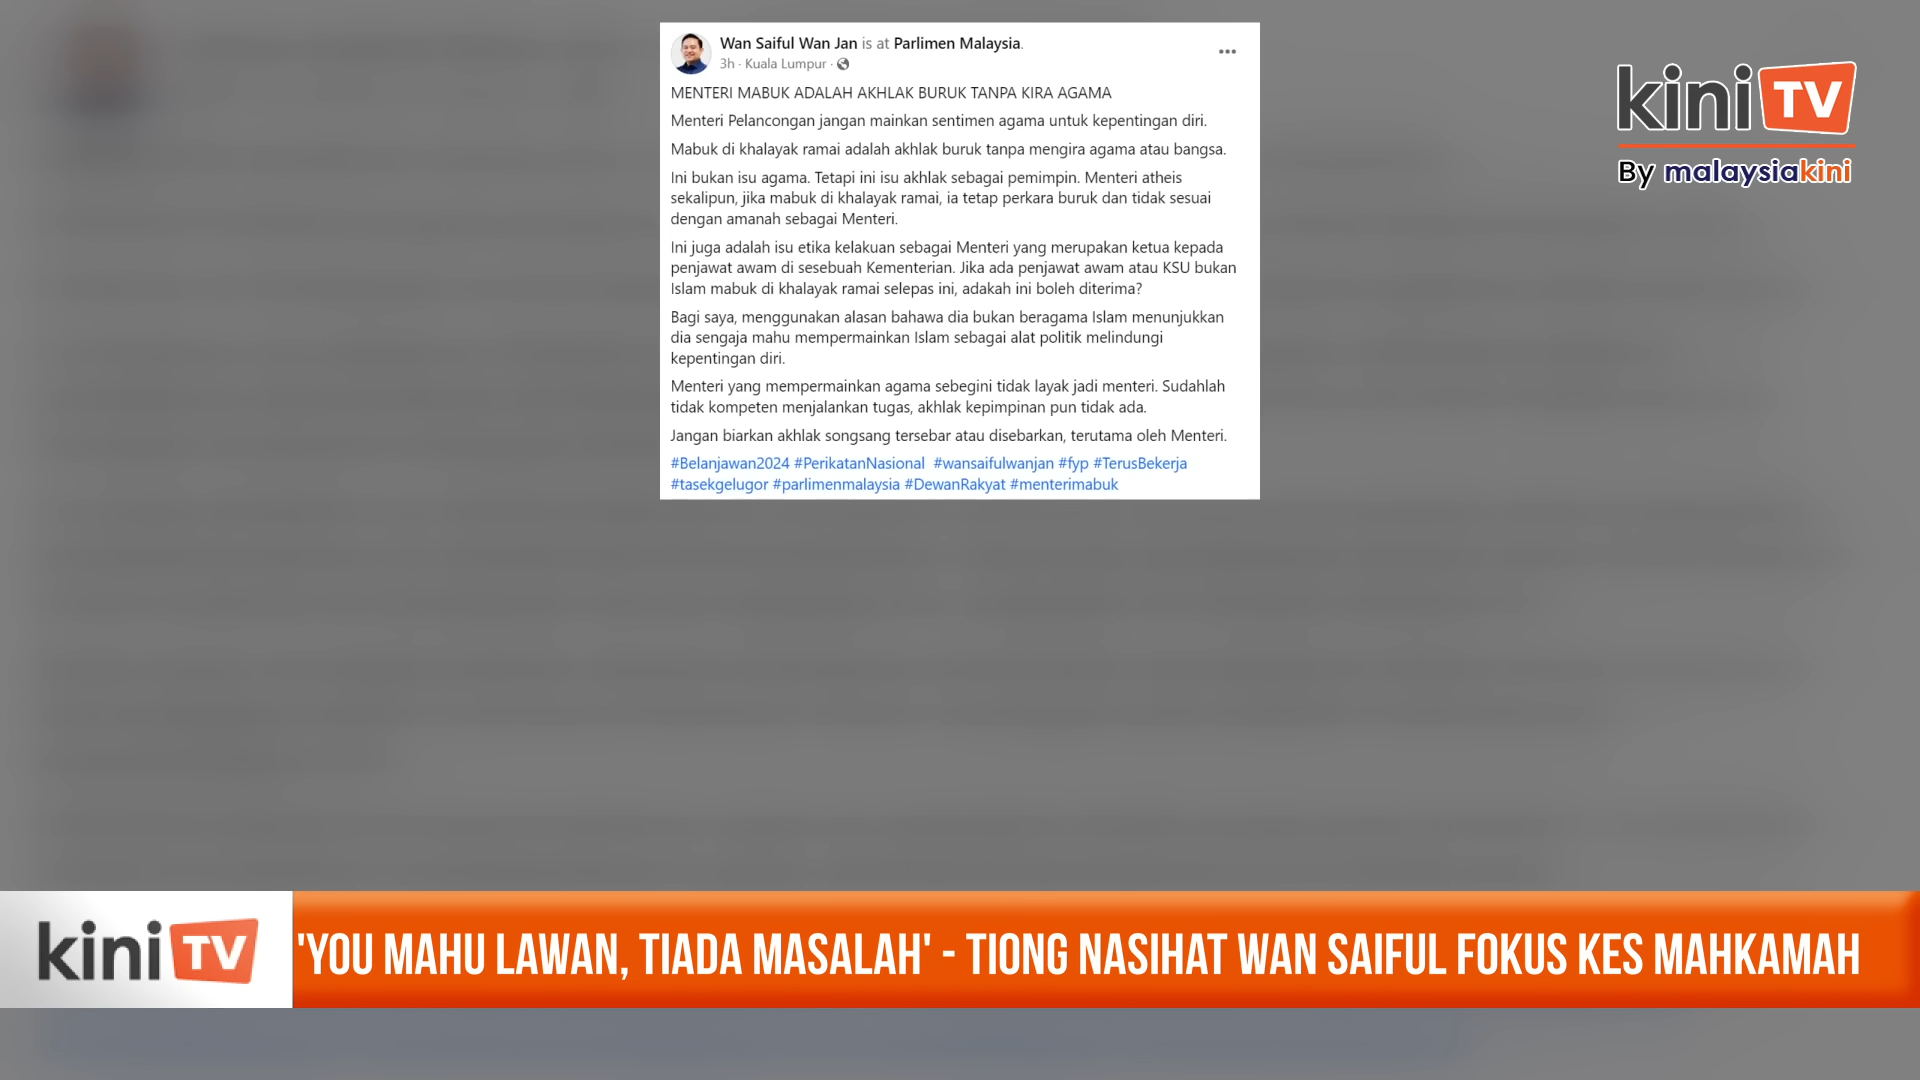 Wan Saiful Wan Jan is at Parlimen Malaysia.
3h · Kuala Lumpur ·
MENTERI MABUK ADALAH AKHLAK BURUK TANPA KIRA AGAMA
Menteri Pelancongan jangan mainkan sentimen agama untuk kepentingan diri.
Mabuk di khalayak ramai adalah akhlak buruk tanpa mengira agama atau bangsa.
Ini bukan isu agama. Tetapi ini isu akhlak sebagai pemimpin. Menteri atheis
sekalipun, jika mabuk di khalayak ramai, ia tetap perkara buruk dan tidak sesuai
dengan amanah sebagai Menteri.
Ini juga adalah isu etika kelakuan sebagai Menteri yang merupakan ketua kepada
penjawat awam di sesebuah Kementerian. Jika ada penjawat awam atau KSU bukan
Islam mabuk di khalayak ramai selepas ini, adakah ini boleh diterima?
Bagi saya, menggunakan alasan bahawa dia bukan beragama Islam menunjukkan
dia sengaja mahu mempermainkan Islam sebagai alat politik melindungi
kepentingan diri.
Menteri yang mempermainkan agama sebegini tidak layak jadi menteri. Sudahlah
tidak kompeten menjalankan tugas, akhlak kepimpinan pun tidak ada.
Jangan biarkan akhlak songsang tersebar atau disebarkan, terutama oleh Menteri.
#Belanjawan2024 #PerikatanNasional #wansaifulwanjan #fyp #TerusBekerja
#tasekgelugor #parlimenmalaysia #DewanRakyat #menterimabuk
kini TV
By malaysiakini
kini TV
'YOU MAHU LAWAN, TIADA MASALAH' - TIONG NASIHAT WAN SAIFUL FOKUS KES MAHKAMAH